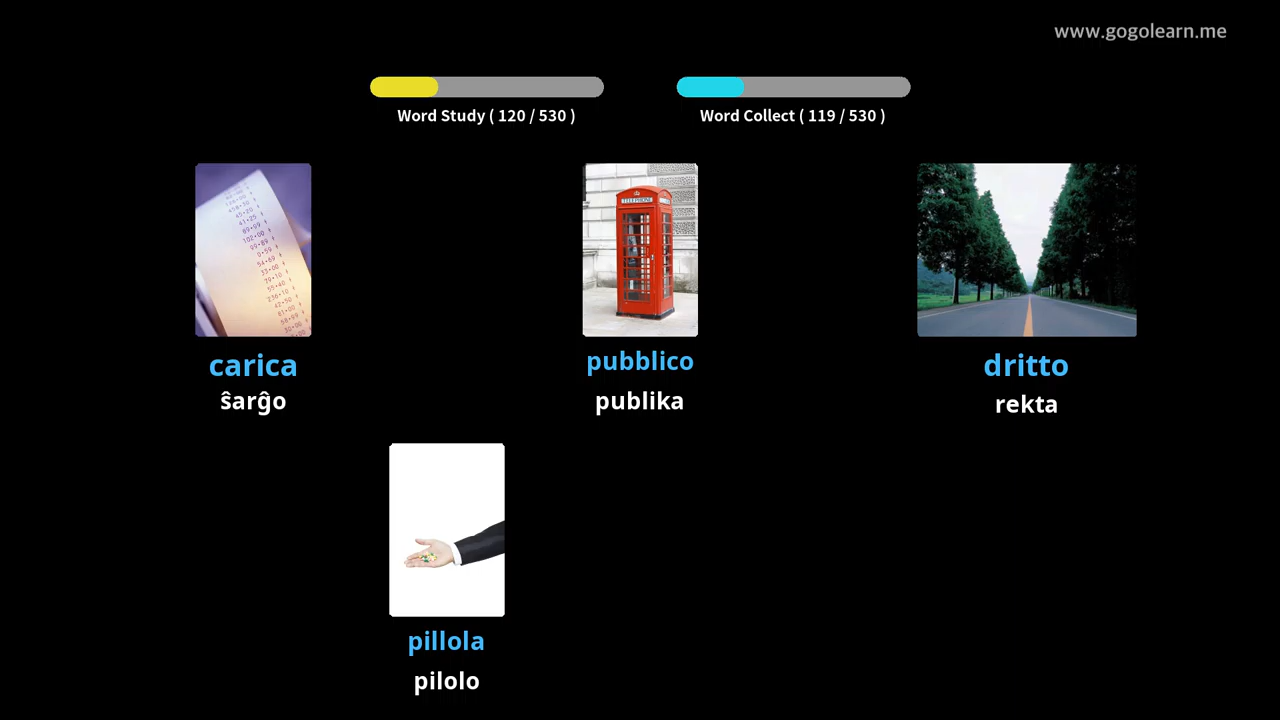 www.gogolearn.me
Word Study ( 120 / 530 )
Word Collect ( 119 / 530 )
TELEPHONE
carica
ŝarĝo
pubblico
publika
dritto
rekta
pillola
pilolo